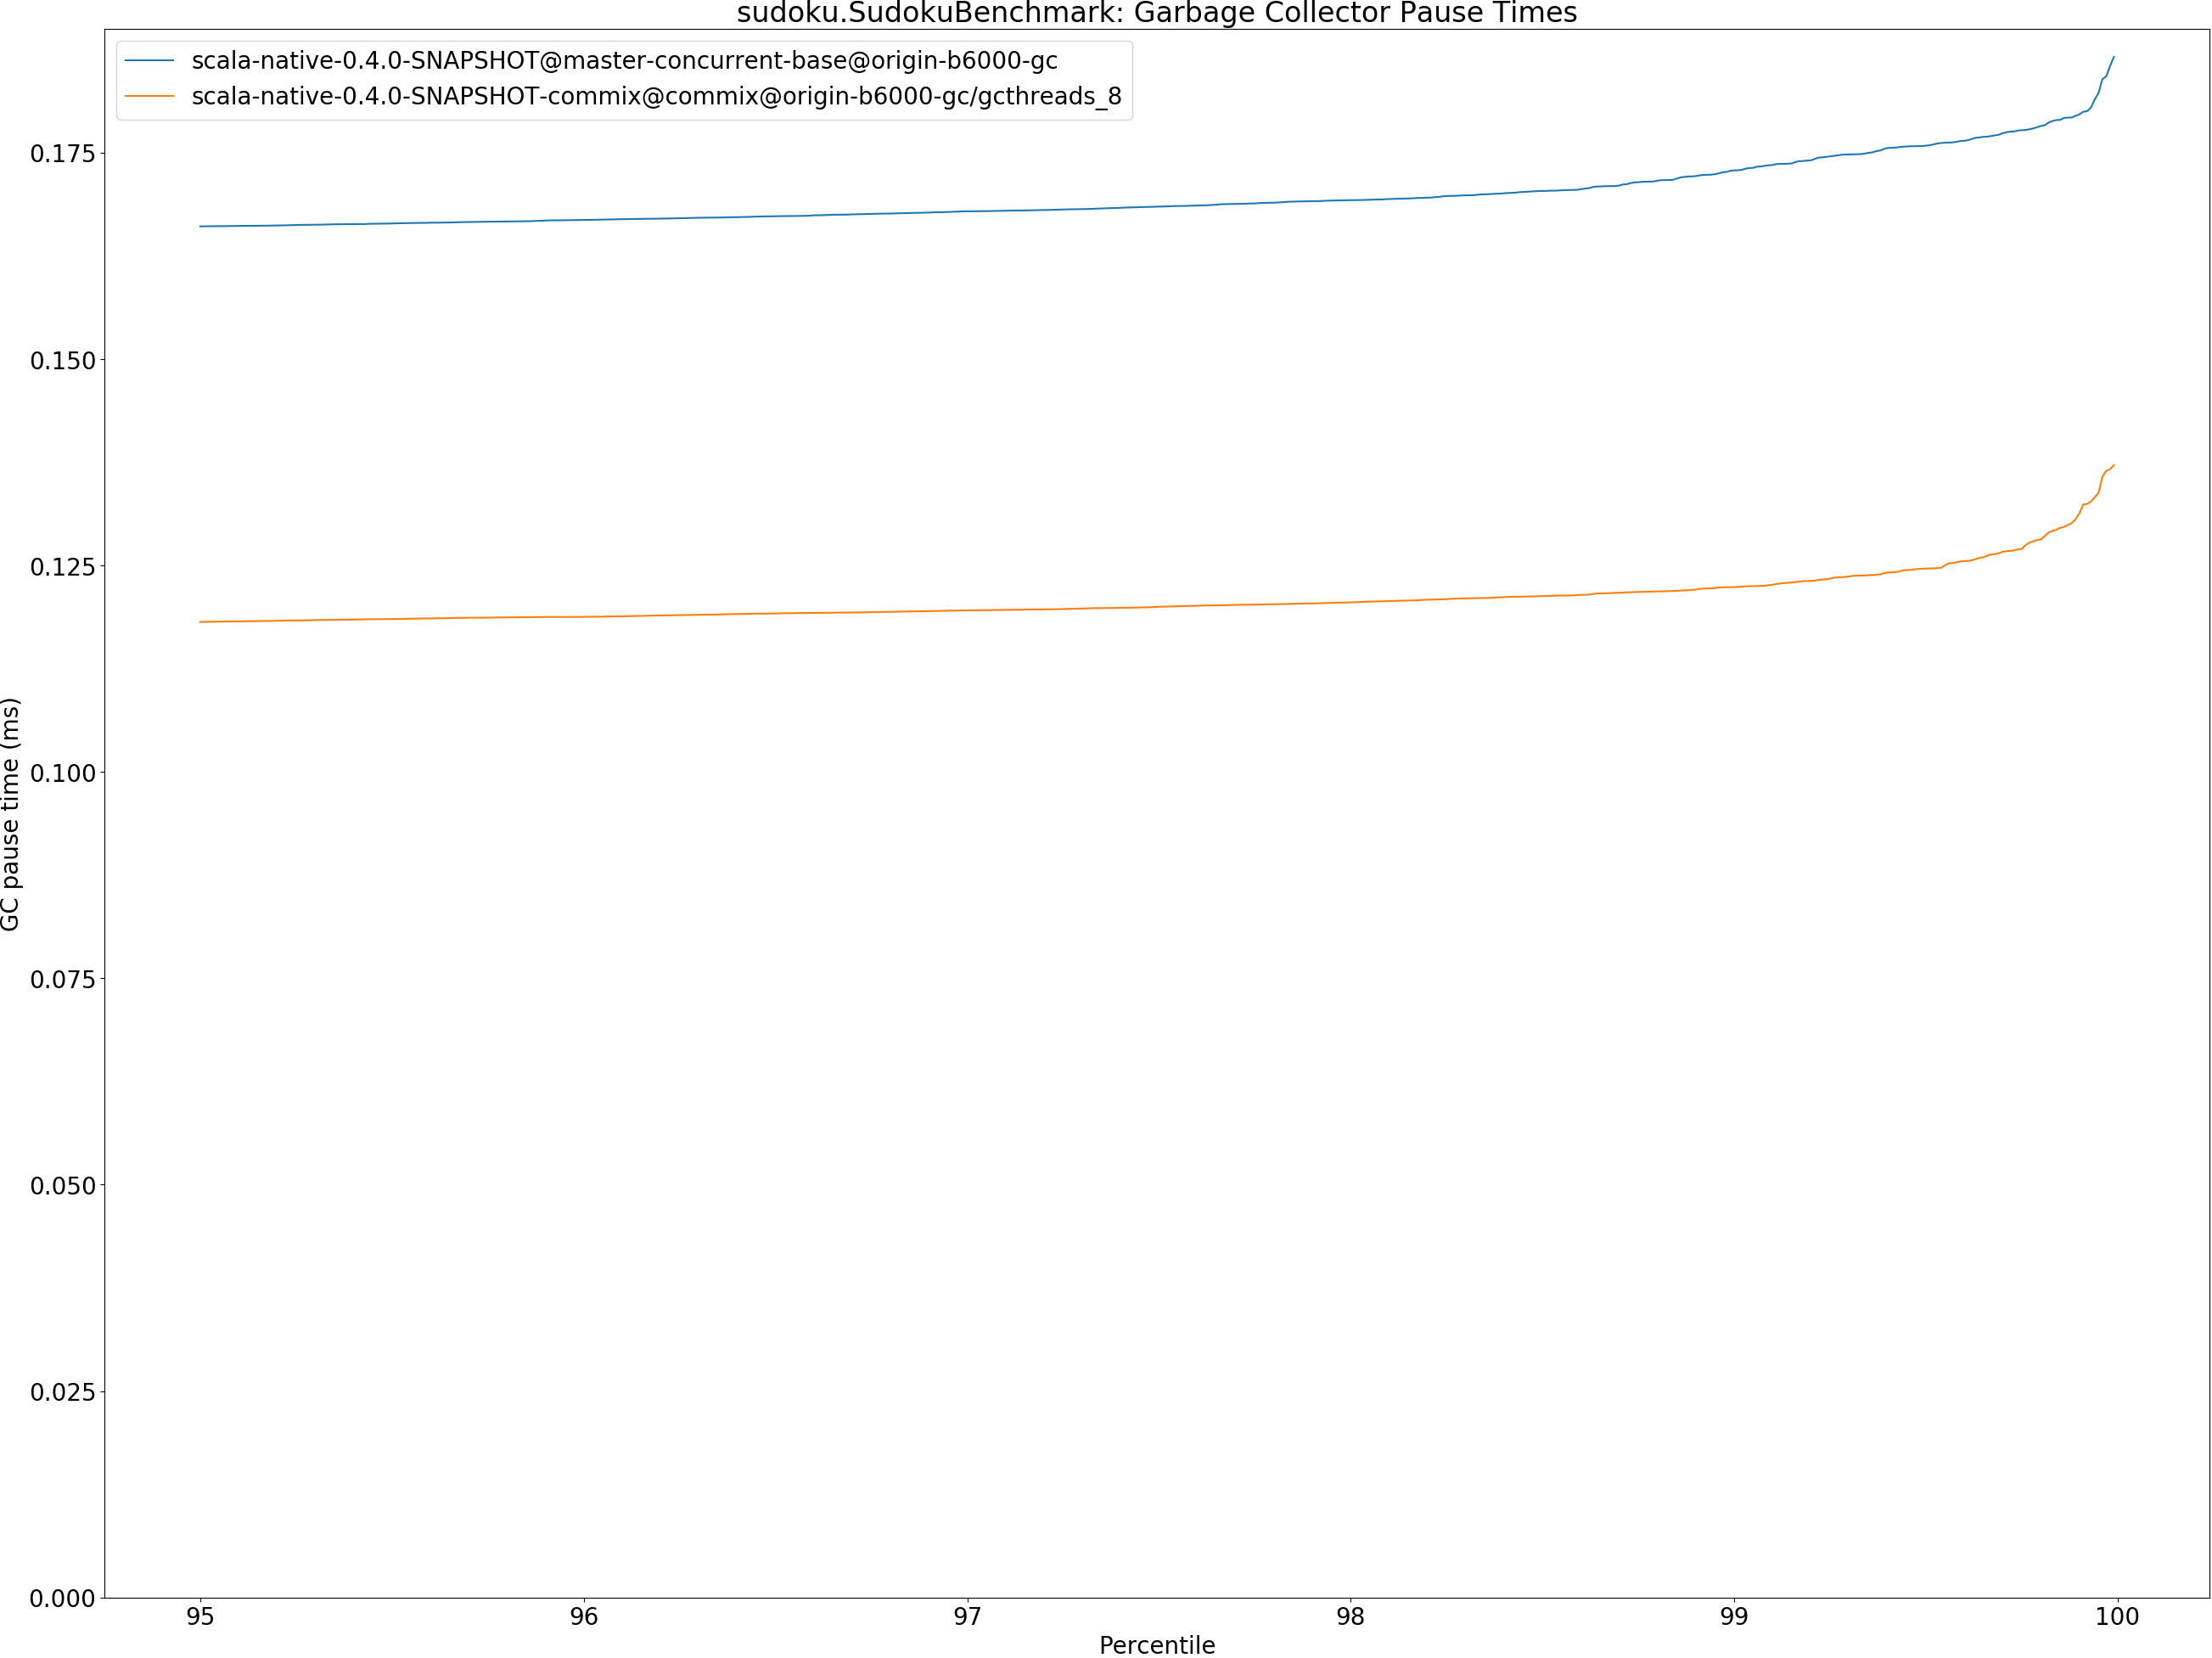 sudoku.SudokuBenchmark: Garbage Collector Pause Times
scala-native-0.4.0-SNAPSHOT@master-concurrent-base@origin-b6000-gc
scala-native-0.4.0-SNAPSHOT-commix@commix@origin-b6000-gc/gcthreads_8
0.175
0.150
0.125
0.100
0.075
0.050
0.025
0.000
GC pause time (ms)
95 96 97 98 99 100
Percentile